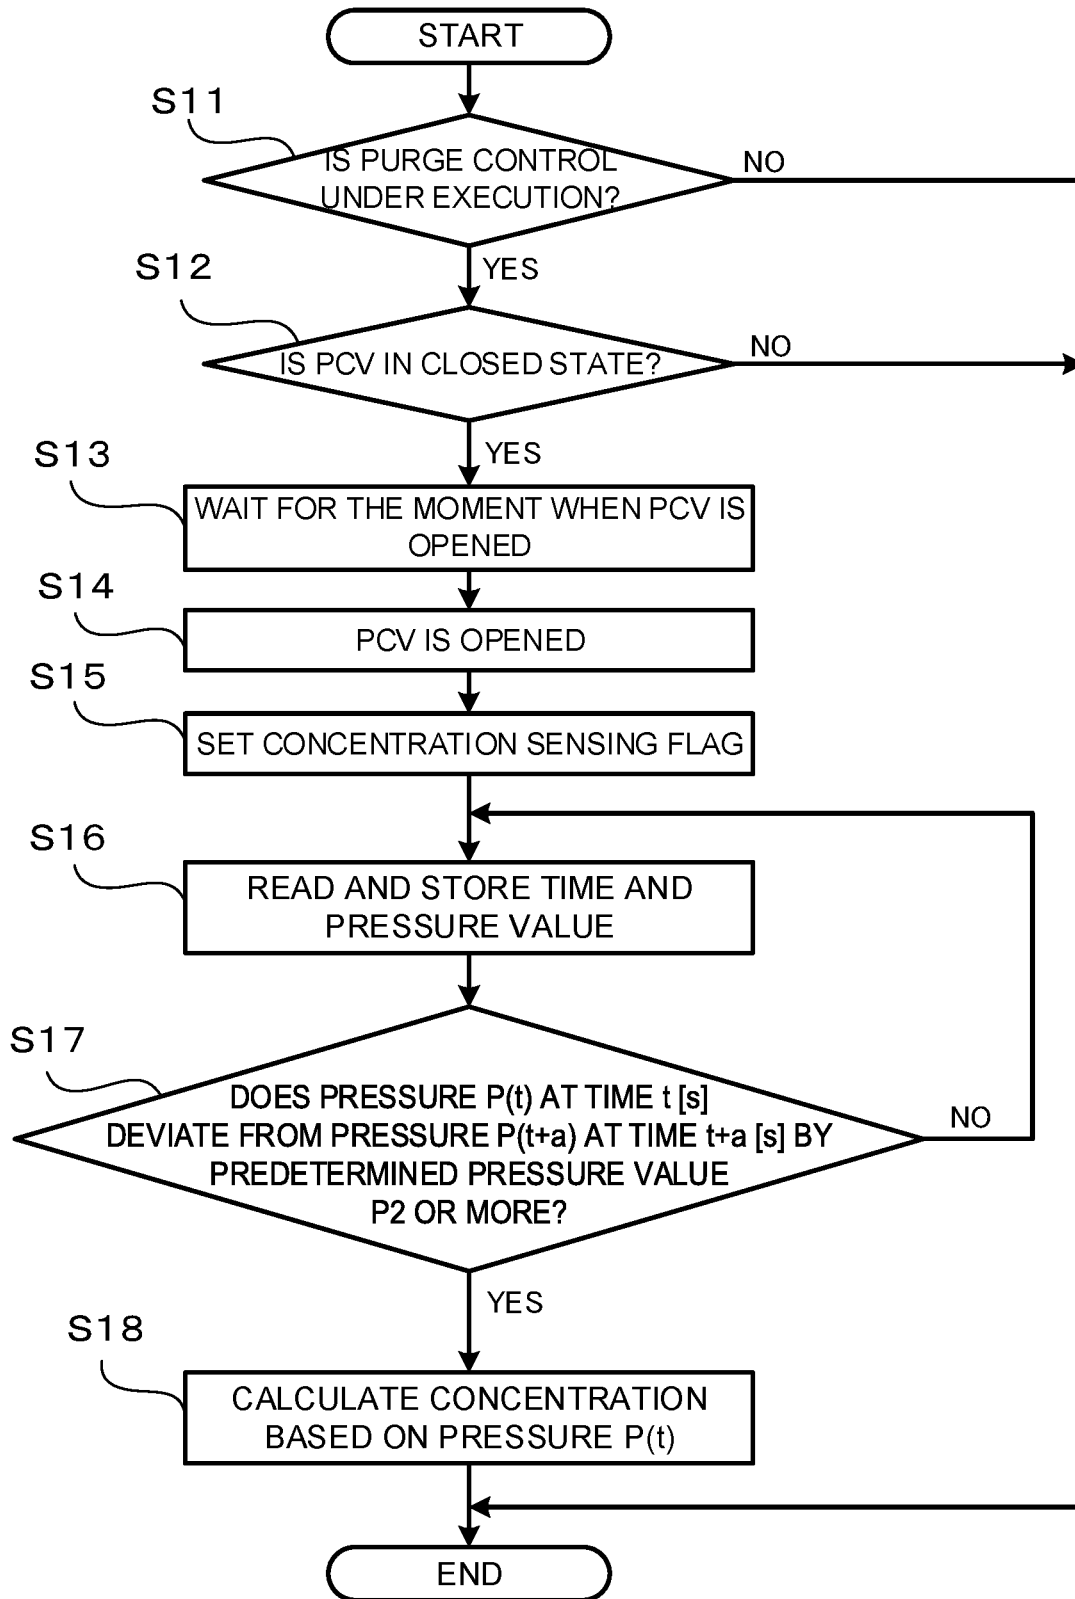 START
S11
IS PURGE CONTROL
UNDER EXECUTION?
NO
YES
S12
IS PCV IN CLOSED STATE?
NO
YES
S13
WAIT FOR THE MOMENT WHEN PCV IS
OPENED
S14
PCV IS OPENED
S15
SET CONCENTRATION SENSING FLAG
S16
READ AND STORE TIME AND
PRESSURE VALUE
S17
DOES PRESSURE P(t) AT TIME t [s]
DEVIATE FROM PRESSURE P(t+a) AT TIME t+a [s] BY
PREDETERMINED PRESSURE VALUE
P2 OR MORE?
NO
YES
S18
CALCULATE CONCENTRATION
BASED ON PRESSURE P(t)
END